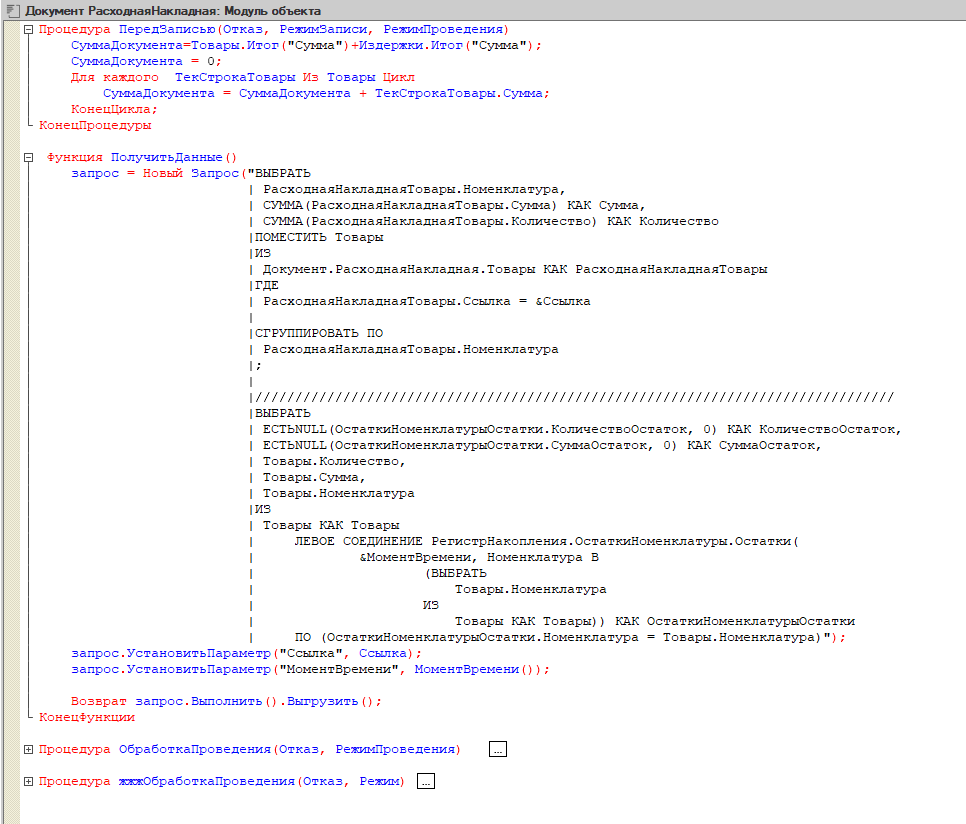 Документ РасходнаяНакладная: Модуль объекта
Процедура ПередЗаписью(Отказ, РежимЗаписи, РежимПроведения)
СуммаДокумента=Товары.Итог("Сумма")+Издержки.Итог("Сумма");
СуммаДокумента = 0;
Для каждого  ТекСтрокаТовары Из Товары Цикл
СуммаДокумента = СуммаДокумента + ТекСтрокаТовары.Сумма;
КонецЦикла;
КонецПроцедуры
Функция ПолучитьДанные()
запрос = Новый Запрос("ВЫБРАТЬ
| РасходнаяНакладнаяТовары.Номенклатура,
| СУММА(РасходнаяНакладнаяТовары.Сумма) КАК Сумма,
| СУММА(РасходнаяНакладнаяТовары.Количество) КАК Количество
|ПОМЕСТИТЬ Товары
|ИЗ
| Документ.РасходнаяНакладная.Товары КАК РасходнаяНакладнаяТовары
|ГДЕ
| РасходнаяНакладнаяТовары.Ссылка = &Ссылка
|
|СГРУППИРОВАТЬ ПО
| РасходнаяНакладнаяТовары.Номенклатура
|;
|
|////////////////////////////////////////////////////////////////////////////////
|ВЫБРАТЬ
| ЕСТЬNULL(ОстаткиНоменклатурыОстатки.КоличествоОстаток, 0) КАК КоличествоОстаток,
| ЕСТЬNULL(ОстаткиНоменклатурыОстатки.СуммаОстаток, 0) КАК СуммаОстаток,
| Товары.Количество,
| Товары.Сумма,
| Товары.Номенклатура
|ИЗ
| Товары КАК Товары
| ЛЕВОЕ СОЕДИНЕНИЕ РегистрНакопления.ОстаткиНоменклатуры.Остатки(
| &МоментВремени, Номенклатура В
| (ВЫБРАТЬ
| Товары.Номенклатура
| ИЗ
| Товары КАК Товары)) КАК ОстаткиНоменклатурыОстатки
| ПО (ОстаткиНоменклатурыОстатки.Номенклатура = Товары.Номенклатура)");
запрос.УстановитьПараметр("Ссылка", Ссылка);
запрос.УстановитьПараметр("МоментВремени", МоментВремени());
Возврат запрос.Выполнить().Выгрузить();
КонецФункции
Процедура ОбработкаПроведения(Отказ, РежимПроведения) ...
Процедура жжжОбработкаПроведения(Отказ, Режим) ...